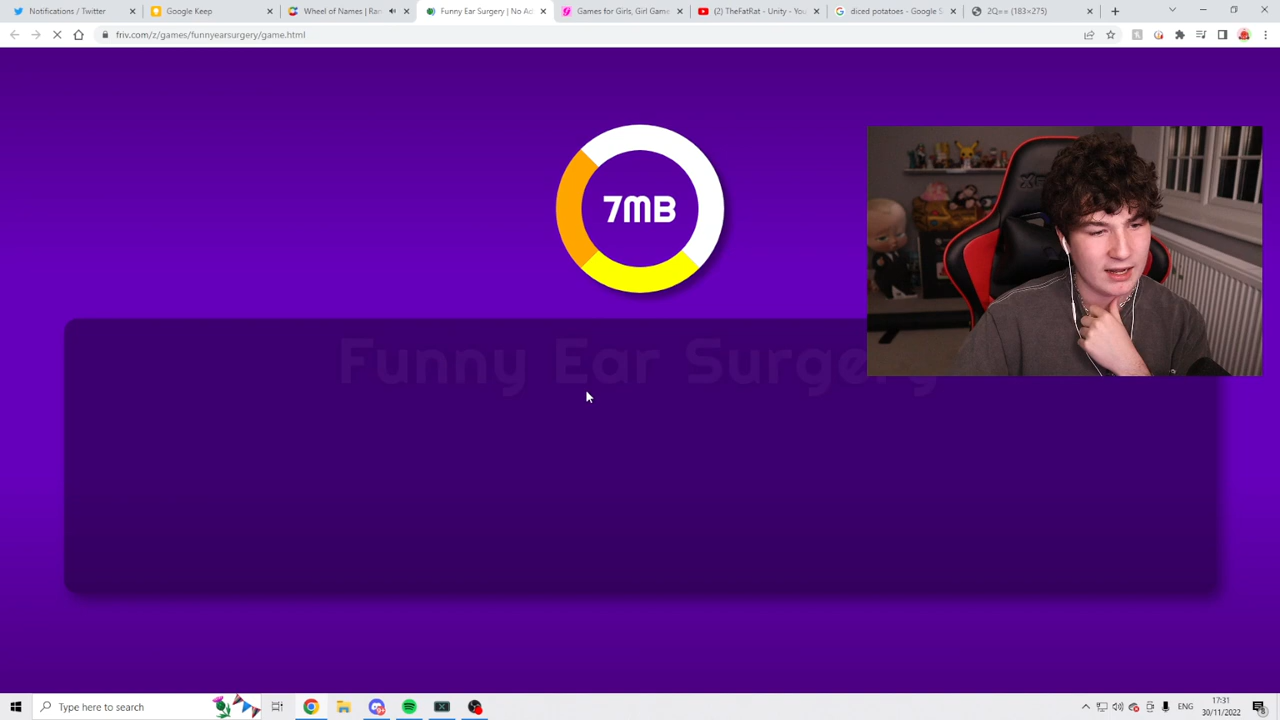 Notifications / Twitter
Google Keep
Wheel of Names | Ran
Funny Ear Surgery | No Ad
Games for Girls, Girl Game
(2) TheFatRat - Unity - You
diced potatoes - Google S
2Q== (183×275)
friv.com/z/games/funnyearsurgery/game.html
7MB
Funny Ear Surgery
Type here to search
ENG
17:31
30/11/2022